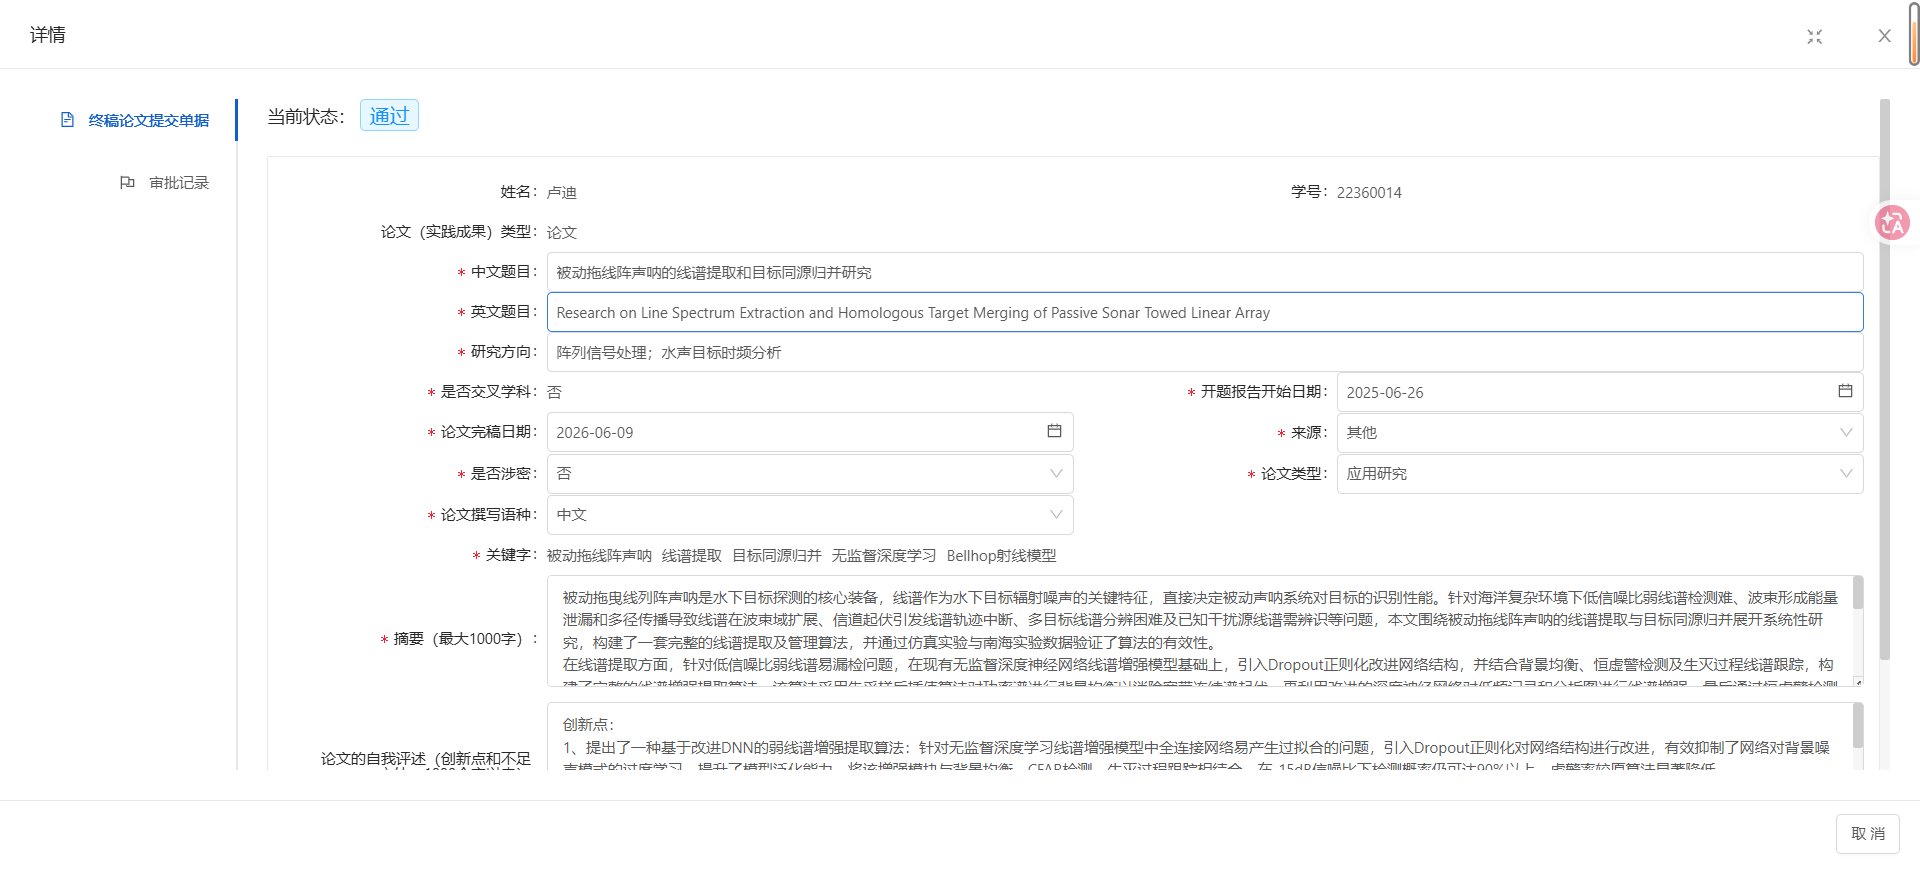 详情
终稿论文提交单据
审批记录
当前状态： 通过
姓名： 卢迪 学号： 22360014
论文（实践成果）类型： 论文
* 中文题目： 被动拖线阵声呐的线谱提取和目标同源归并研究
* 英文题目： Research on Line Spectrum Extraction and Homologous Target Merging of Passive Sonar Towed Linear Array
* 研究方向： 阵列信号处理；水声目标时频分析
* 是否交叉学科： 否 * 开题报告开始日期： 2025-06-26
* 论文完稿日期： 2026-06-09 * 来源： 其他
* 是否涉密： 否 * 论文类型： 应用研究
* 论文撰写语种： 中文
* 关键字： 被动拖线阵声呐 线谱提取 目标同源归并 无监督深度学习 Bellhop射线模型
* 摘要（最大1000字）：
被动拖曳线列阵声呐是水下目标探测的核心装备，线谱作为水下目标辐射噪声的关键特征，直接决定被动声呐系统对目标的识别性能。针对海洋复杂环境下低信噪比弱线谱检测难、波束形成能量
泄漏和多径传播导致线谱在波束域扩展、信道起伏引发线谱轨迹中断、多目标线谱分辨困难及已知干扰源线谱需辨识等问题，本文围绕被动拖线阵声呐的线谱提取与目标同源归并展开系统性研
究，构建了一套完整的线谱提取及管理算法，并通过仿真实验与南海实验数据验证了算法的有效性。
在线谱提取方面，针对低信噪比弱线谱易漏检问题，在现有无监督深度神经网络线谱增强模型基础上，引入Dropout正则化改进网络结构，并结合背景均衡、恒虚警检测及生灭过程线谱跟踪，构
论文的自我评述（创新点和不足
创新点：
1、提出了一种基于改进DNN的弱线谱增强提取算法：针对无监督深度学习线谱增强模型中全连接网络易产生过拟合的问题，引入Dropout正则化对网络结构进行改进，有效抑制了网络对背景噪
取 消